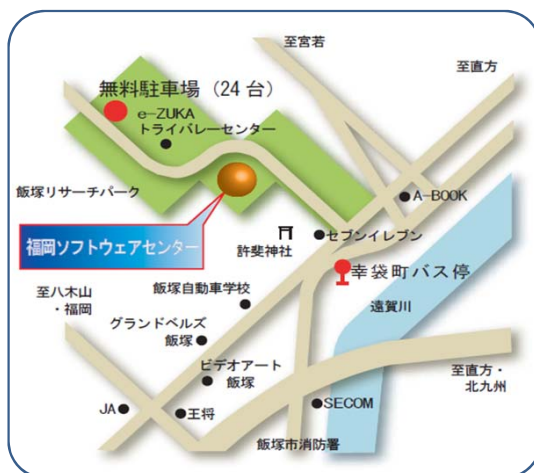 至宮若
至直方
無料駐車場（24台）
e-ZUKA
トライバレーセンター
飯塚リサーチパーク
A-BOOK
福岡ソフトウェアセンター
許斐神社
セブンイレブン
幸袋町バス停
至八木山
・福岡
飯塚自動車学校
遠賀川
グランドベルズ
飯塚
ビデオアート
飯塚
至直方・
北九州
JA
王将
SECOM
飯塚市消防署